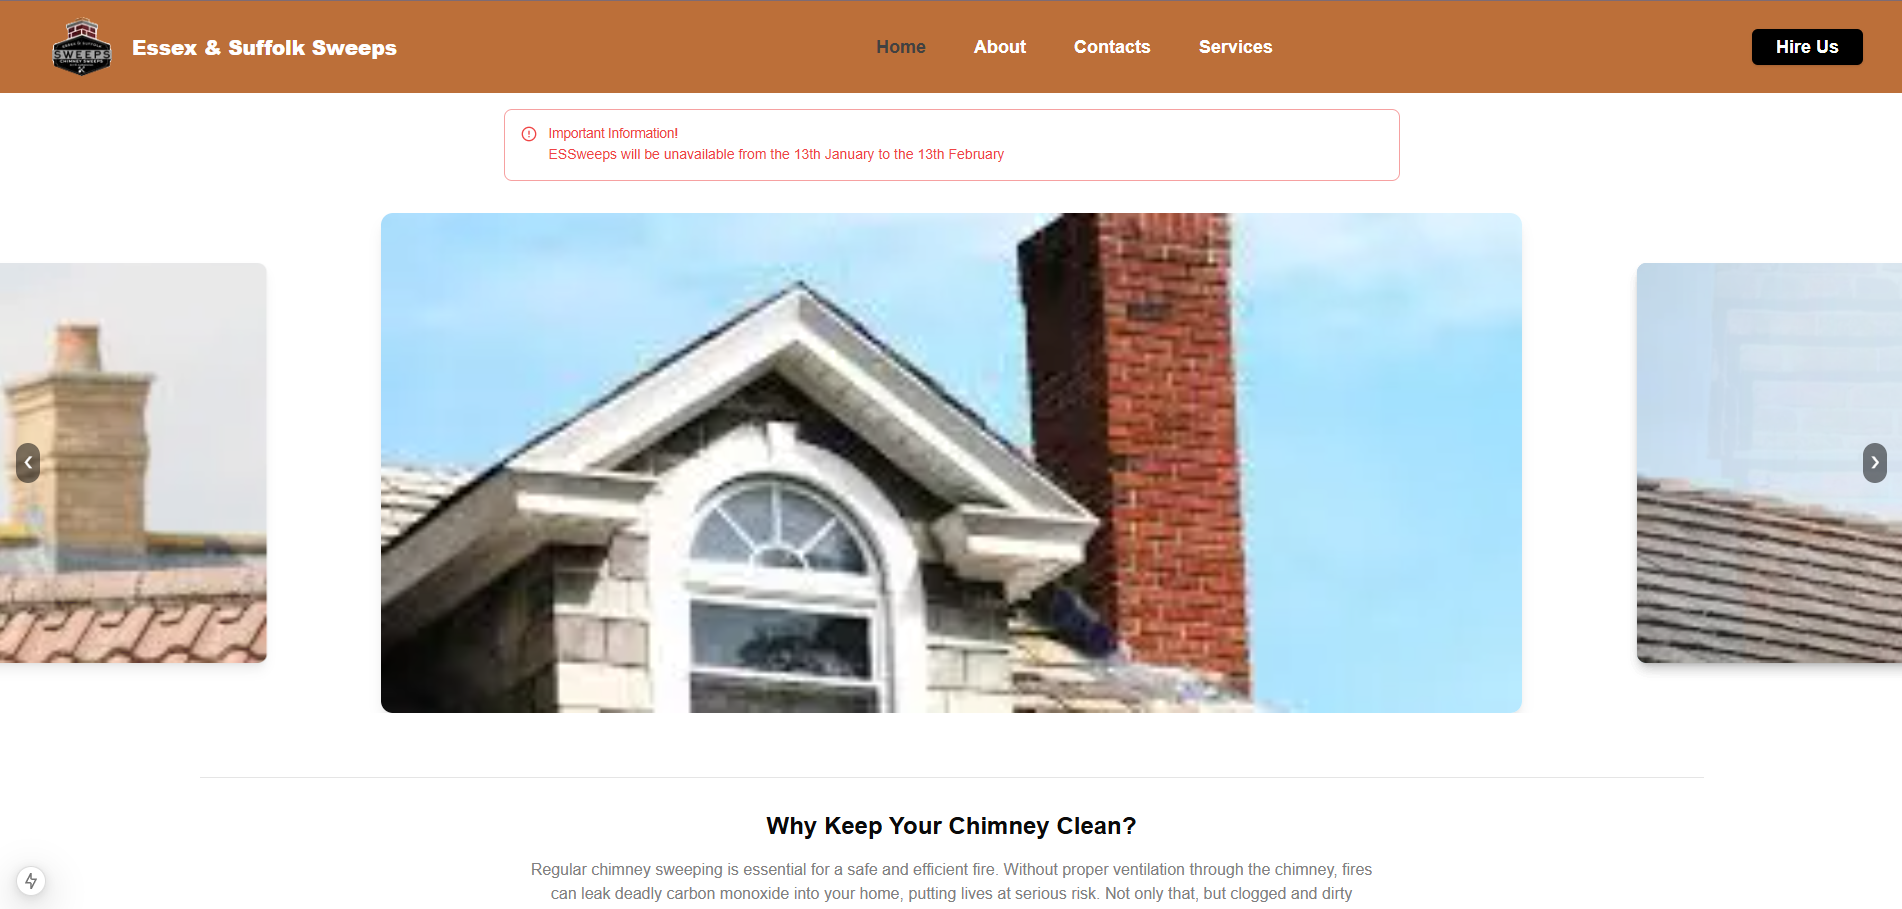 SWEEPS
CHIMNEY SWEEPS
Essex & Suffolk Sweeps
Home
About
Contacts
Services
Hire Us
Important Information!
ESSweeps will be unavailable from the 13th January to the 13th February
Why Keep Your Chimney Clean?
Regular chimney sweeping is essential for a safe and efficient fire. Without proper ventilation through the chimney, fires
can leak deadly carbon monoxide into your home, putting lives at serious risk. Not only that, but clogged and dirty